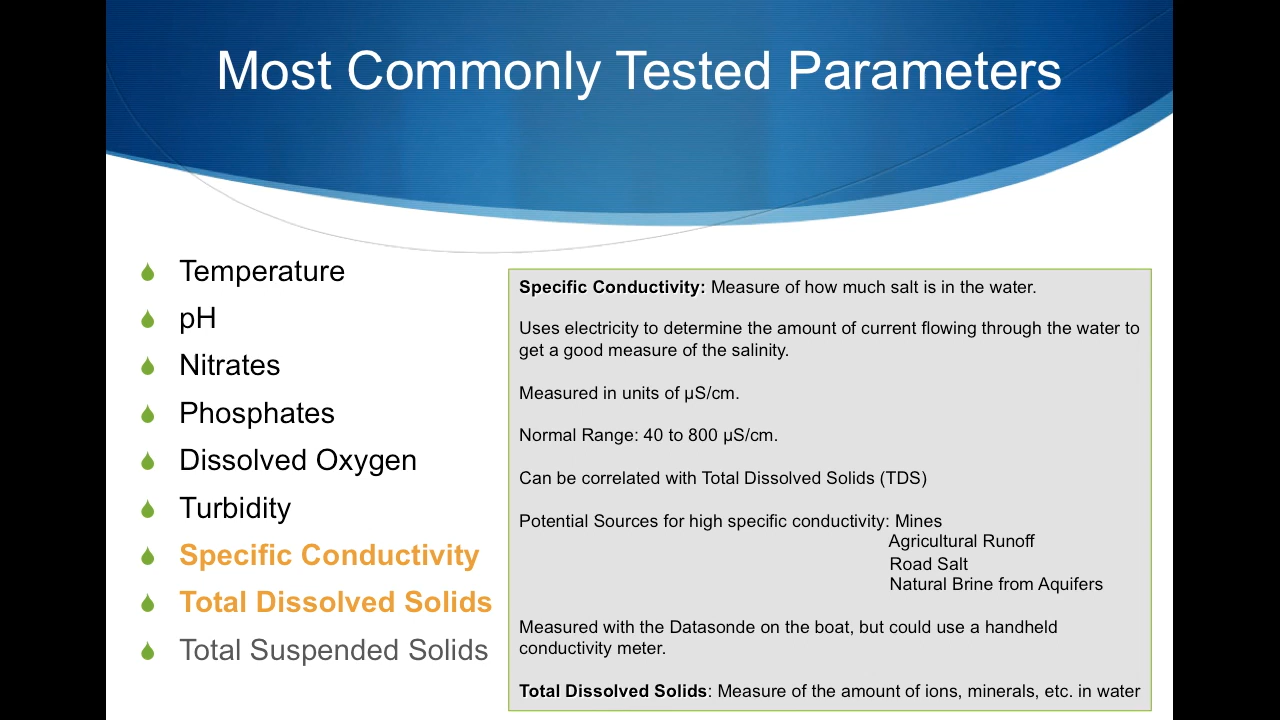 Most Commonly Tested Parameters
Temperature
pH
Nitrates
Phosphates
Dissolved Oxygen
Turbidity
Specific Conductivity
Total Dissolved Solids
Total Suspended Solids
Specific Conductivity: Measure of how much salt is in the water.
Uses electricity to determine the amount of current flowing through the water to
get a good measure of the salinity.
Measured in units of µS/cm.
Normal Range: 40 to 800 µS/cm.
Can be correlated with Total Dissolved Solids (TDS)
Potential Sources for high specific conductivity: Mines
Agricultural Runoff
Road Salt
Natural Brine from Aquifers
Measured with the Datasonde on the boat, but could use a handheld
conductivity meter.
Total Dissolved Solids: Measure of the amount of ions, minerals, etc. in water